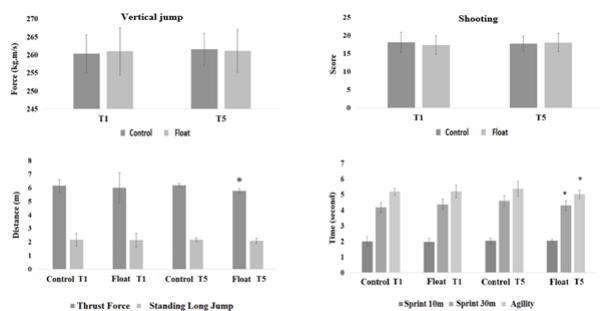 Vertical jump
Force (kg.m/s)
270
265
260
255
250
245
T1
T5
Control
Float
Shooting
Score
25
20
15
10
5
0
T1
T5
Control
Float
Distance (m)
8
7
6
5
4
3
2
1
0
*
Control T1
Float T1
Control T5
Float T5
Thrust Force
Standing Long Jump
Time (second)
7
6
5
4
3
2
1
0
*
*
Control T1
Float T1
Control T5
Float T5
Sprint 10m
Sprint 30m
Agility